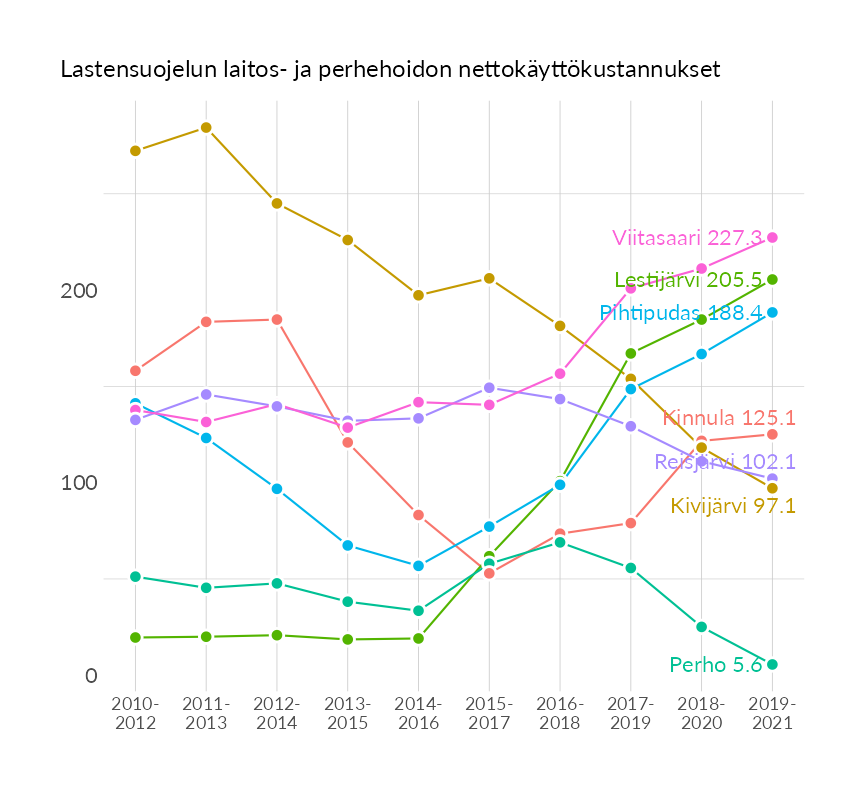 Lastensuojelun laitos- ja perhehoidon nettokäyttökustannukset
Viitasaari 227.3
Lestijärvi 205.5
200
Pihtipudas 188.4
Kinnula 125.1
Reisjärvi 102.1
100
Kivijärvi 97.1
Perho 5.6
0
2010- 2011- 2012- 2013- 2014- 2015- 2016- 2017- 2018- 2019-
2012 2013 2014 2015 2016 2017 2018 2019 2020 2021